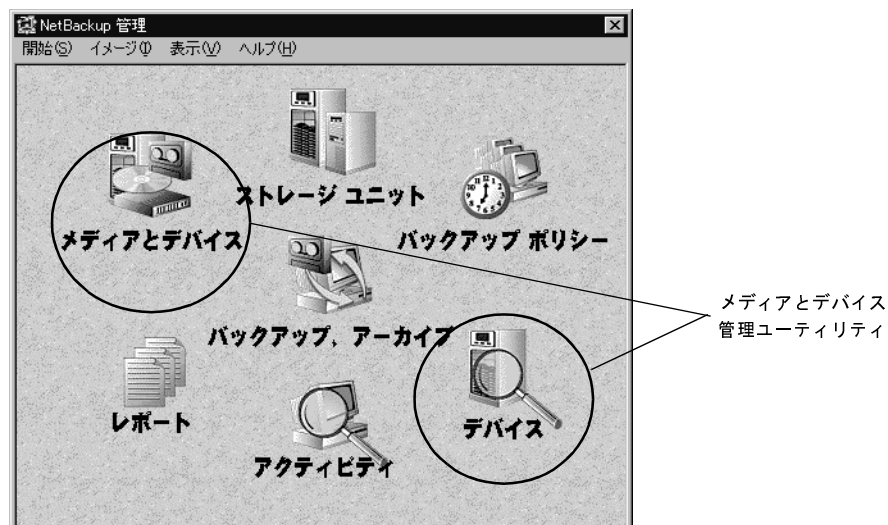 NetBackup 管理
開始(S) イメージ(I) 表示(V) ヘルプ(H)
ストレージ ユニット
メディアとデバイス
バックアップ ポリシー
メディアとデバイス
管理ユーティリティ
バックアップ, アーカイブ
レポート
デバイス
アクティビティ